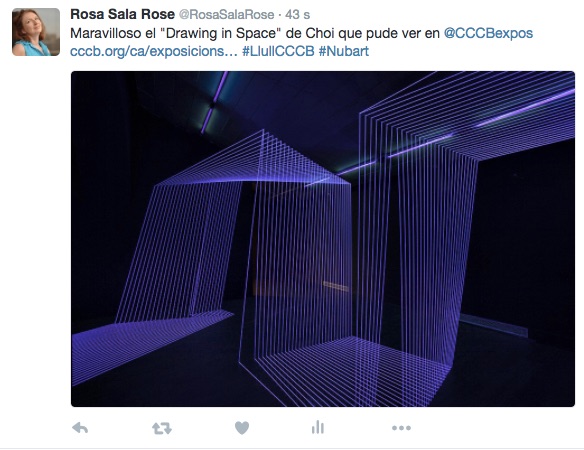 Rosa Sala Rose @RosaSalaRose · 43 s
Maravilloso el "Drawing in Space" de Choi que pude ver en @CCCBexpos
cccb.org/ca/exposicions… #LlullCCCB #Nubart